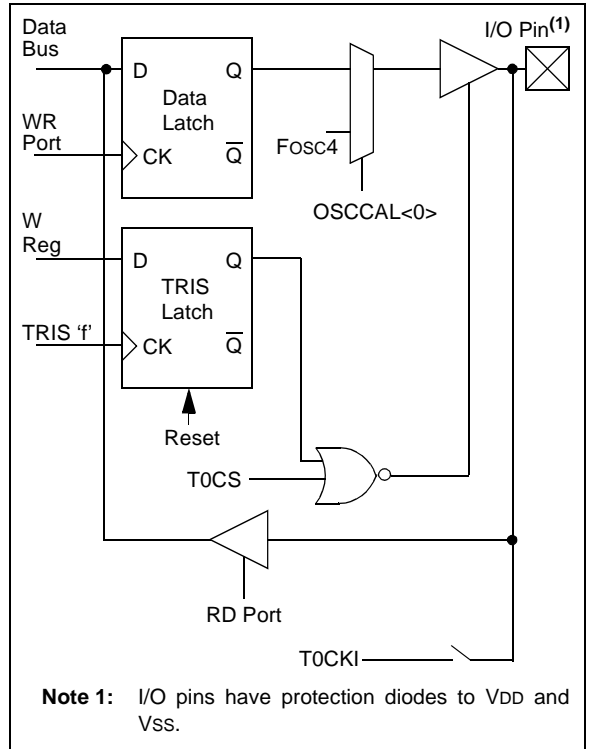 Data
Bus
I/O Pin(1)
D
Q
Data
Latch
WR
Port
CK
Q
FOSC4
OSCCAL<0>
W
Reg
D
Q
TRIS
Latch
TRIS ‘f’
CK
Q
Reset
T0CS
RD Port
T0CKI
Note 1: I/O pins have protection diodes to VDD and
VSS.